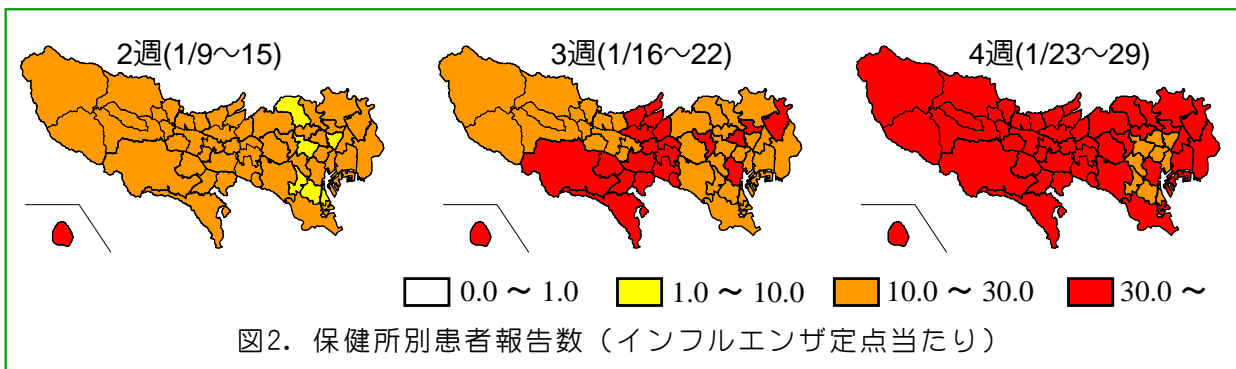 2週(1/9～15)
3週(1/16～22)
4週(1/23～29)
0.0 ～ 1.0
1.0 ～ 10.0
10.0 ～ 30.0
30.0 ～
図2. 保健所別患者報告数（インフルエンザ定点当たり）